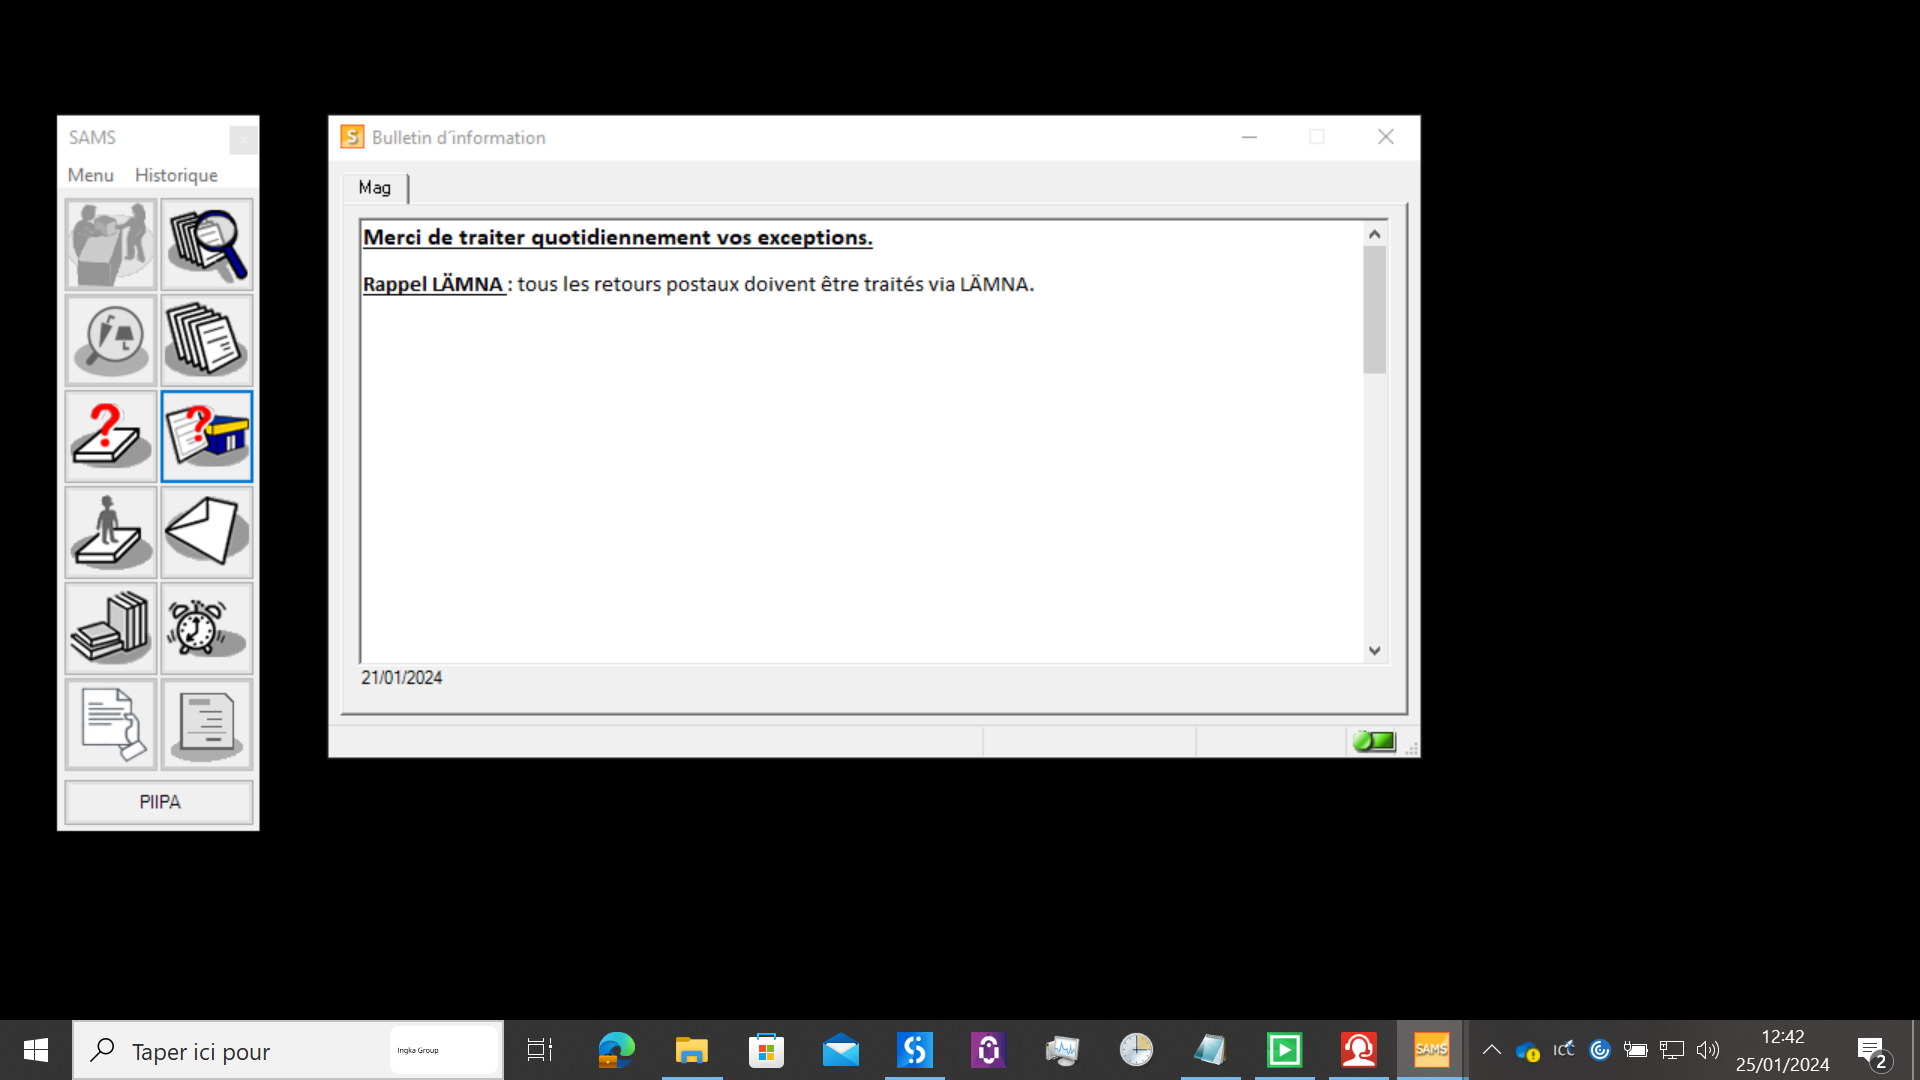 SAMS
Menu Historique
PIIPA
Bulletin d´information
Mag
Merci de traiter quotidiennement vos exceptions.
Rappel LÄMNA : tous les retours postaux doivent être traités via LÄMNA.
21/01/2024
Taper ici pour
Ingka Group
SAMS
ICC
12:42
25/01/2024
2